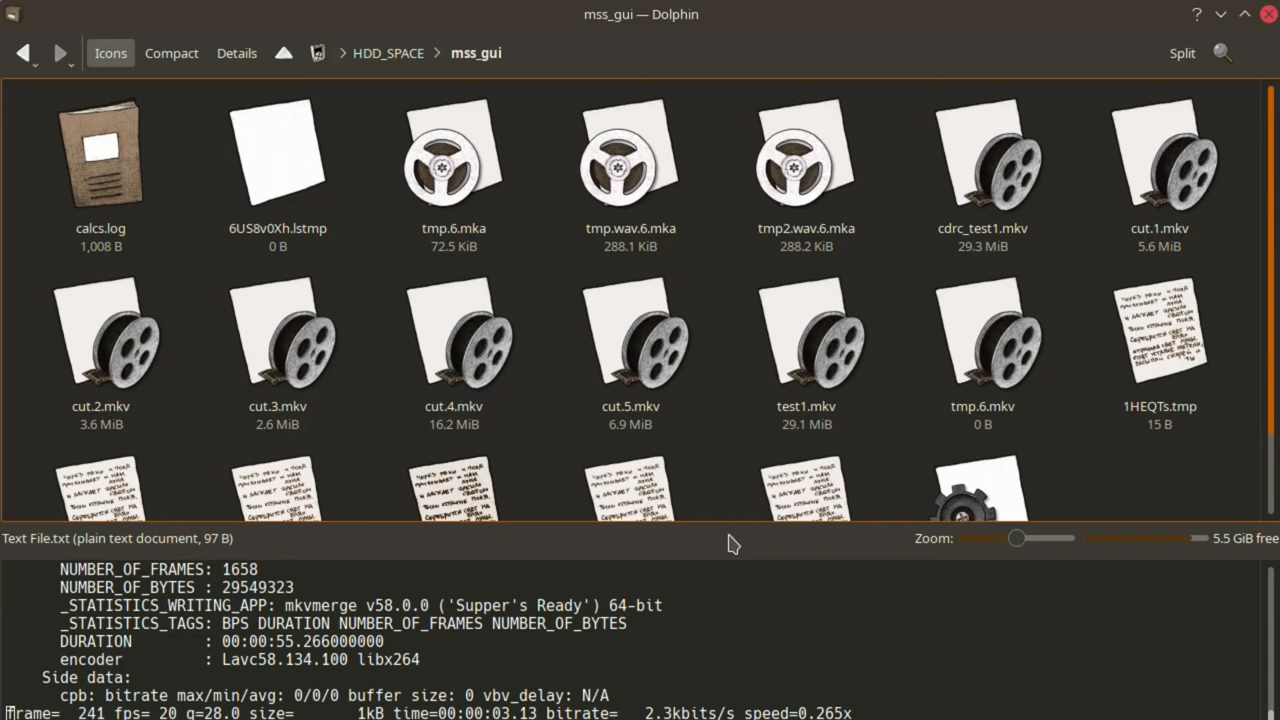 mss_gui — Dolphin
Icons Compact Details HDD_SPACE mss_gui Split
calcs.log 6US8v0Xh.lstmp tmp.6.mka tmp.wav.6.mka tmp2.wav.6.mka cdrc_test1.mkv cut.1.mkv
1,008 B 0 B 72.5 KiB 288.1 KiB 288.2 KiB 29.3 MiB 5.6 MiB
cut.2.mkv cut.3.mkv cut.4.mkv cut.5.mkv test1.mkv tmp.6.mkv 1HEQTs.tmp
3.6 MiB 2.6 MiB 16.2 MiB 6.9 MiB 29.1 MiB 0 B 15 B
Text File.txt (plain text document, 97 B) Zoom: 5.5 GiB free
NUMBER_OF_FRAMES: 1658
NUMBER_OF_BYTES : 29549323
_STATISTICS_WRITING_APP: mkvmerge v58.0.0 ('Supper's Ready') 64-bit
_STATISTICS_TAGS: BPS DURATION NUMBER_OF_FRAMES NUMBER_OF_BYTES
DURATION : 00:00:55.266000000
encoder : Lavc58.134.100 libx264
Side data:
cpb: bitrate max/min/avg: 0/0/0 buffer size: 0 vbv_delay: N/A
frame= 241 fps= 20 q=28.0 size= 1kB time=00:00:03.13 bitrate= 2.3kbits/s speed=0.265x